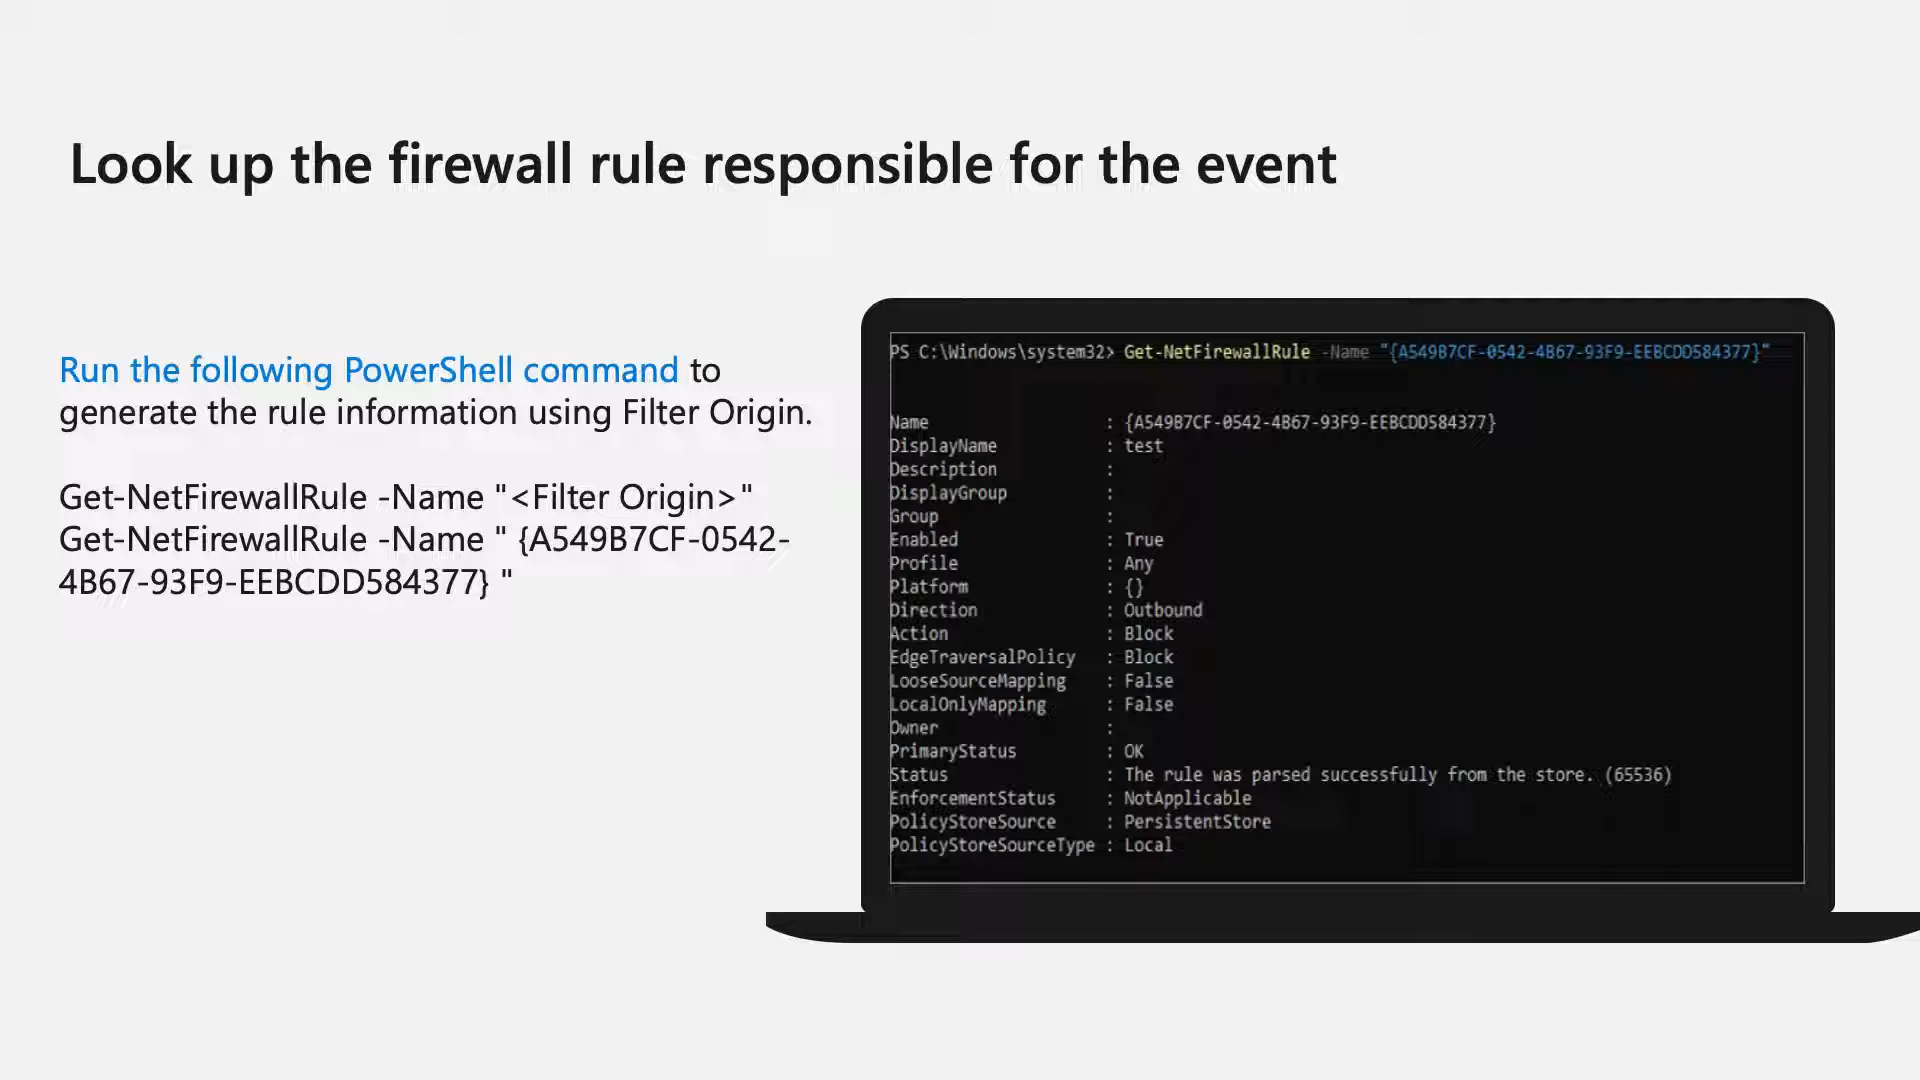 Look up the firewall rule responsible for the event
Run the following PowerShell command to
generate the rule information using Filter Origin.
Get-NetFirewallRule -Name "<Filter Origin>"
Get-NetFirewallRule -Name " {A549B7CF-0542-
4B67-93F9-EEBCDD584377} "
PS C:\Windows\system32> Get-NetFirewallRule -Name "{A549B7CF-0542-4B67-93F9-EEBCDD584377}"
Name : {A549B7CF-0542-4B67-93F9-EEBCDD584377}
DisplayName : test
Description :
DisplayGroup :
Group :
Enabled : True
Profile : Any
Platform : {}
Direction : Outbound
Action : Block
EdgeTraversalPolicy : Block
LooseSourceMapping : False
LocalOnlyMapping : False
Owner :
PrimaryStatus : OK
Status : The rule was parsed successfully from the store. (65536)
EnforcementStatus : NotApplicable
PolicyStoreSource : PersistentStore
PolicyStoreSourceType : Local